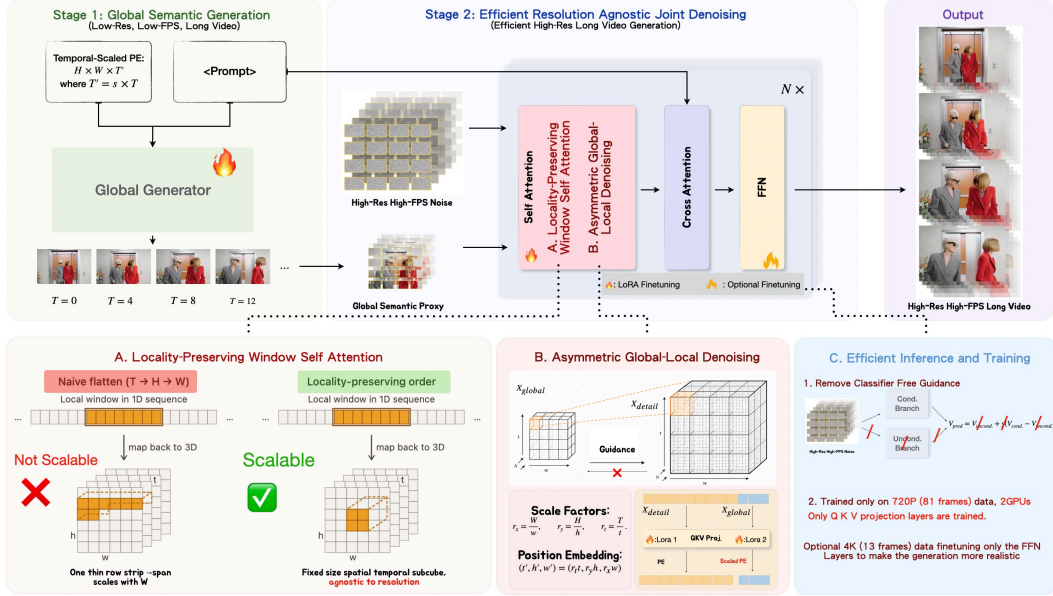 Stage 1: Global Semantic Generation
(Low-Res, Low-FPS, Long Video)
Temporal-Scaled PE:
H × W × T′
where T′ = s × T
<Prompt>
Global Generator
T = 0
T = 4
T = 8
T = 12
...
Stage 2: Efficient Resolution Agnostic Joint Denoising
(Efficient High-Res Long Video Generation)
N ×
High-Res High-FPS Noise
Global Semantic Proxy
Self Attention
A. Locality-Preserving
Window Self Attention
B. Asymmetric Global-
Local Denoising
Cross Attention
FFN
: LoRA Finetuning
: Optional Finetuning
Output
High-Res High-FPS Long Video
A. Locality-Preserving Window Self Attention
Naive flatten (T → H → W)
Local window in 1D sequence
...
...
map back to 3D
Not Scalable
t
h
w
One thin row strip →span
scales with W
Locality-preserving order
Local window in 1D sequence
...
...
map back to 3D
Scalable
t
h
w
Fixed size spatial temporal subcube,
agnostic to resolution
B. Asymmetric Global-Local Denoising
X_global
X_detail
t
h
w
Guidance
t
h
w
Scale Factors:
r_x = W/w, r_y = H/h, r_t = T/t.
Position Embedding:
(t′, h′, w′) = (r_t t, r_y h, r_x w)
X_detail
X_global
:Lora 1
QKV Proj.
:Lora 2
PE
Scaled PE
C. Efficient Inference and Training
1. Remove Classifier Free Guidance
High-Res High-FPS Noise
Cond.
Branch
Uncond.
Branch
V_pred = V_uncond. + γ(V_cond. − V_uncond.)
2. Trained only on 720P (81 frames) data, 2GPUs
Only Q K V projection layers are trained.
Optional 4K (13 frames) data finetuning only the FFN
Layers to make the generation more realistic